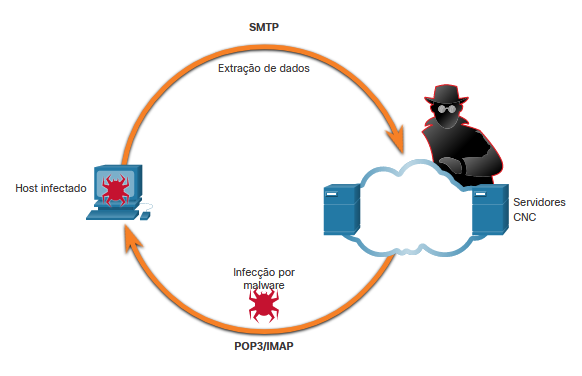 SMTP
Extração de dados
Host infectado
Servidores
CNC
Infecção por
malware
POP3/IMAP